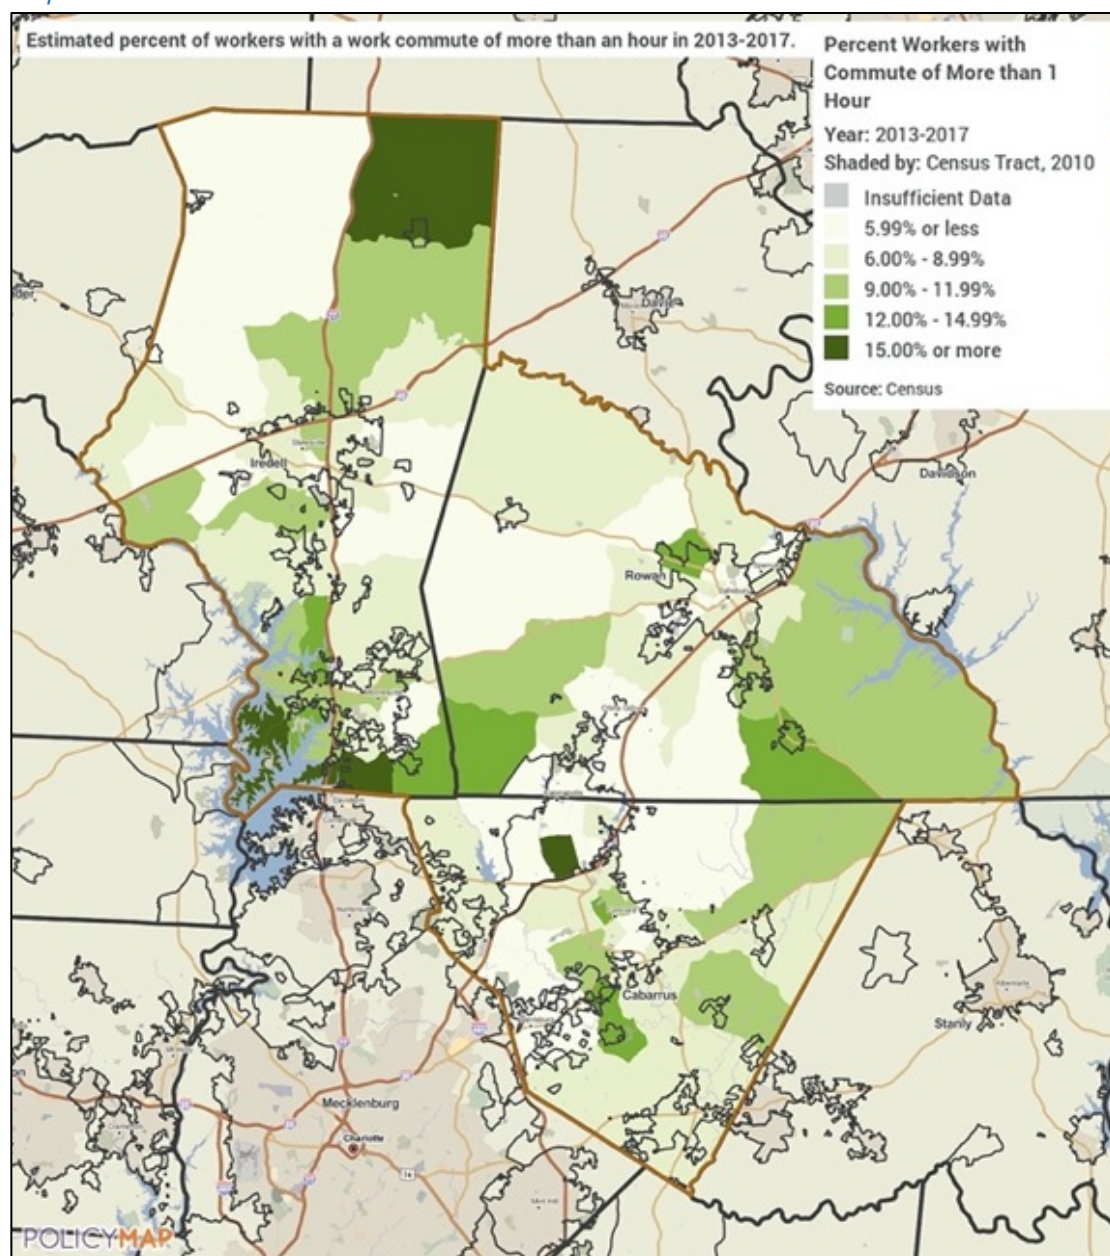 Estimated percent of workers with a work commute of more than an hour in 2013-2017.
Percent Workers with
Commute of More than 1
Hour
Year: 2013-2017
Shaded by: Census Tract, 2010
Insufficient Data
5.99% or less
6.00% - 8.99%
9.00% - 11.99%
12.00% - 14.99%
15.00% or more
Source: Census
Davie
Davidson
Iredell
Rowan
Cabarrus
Stanly
Mecklenburg
Charlotte
Mint Hill
POLICYMAP